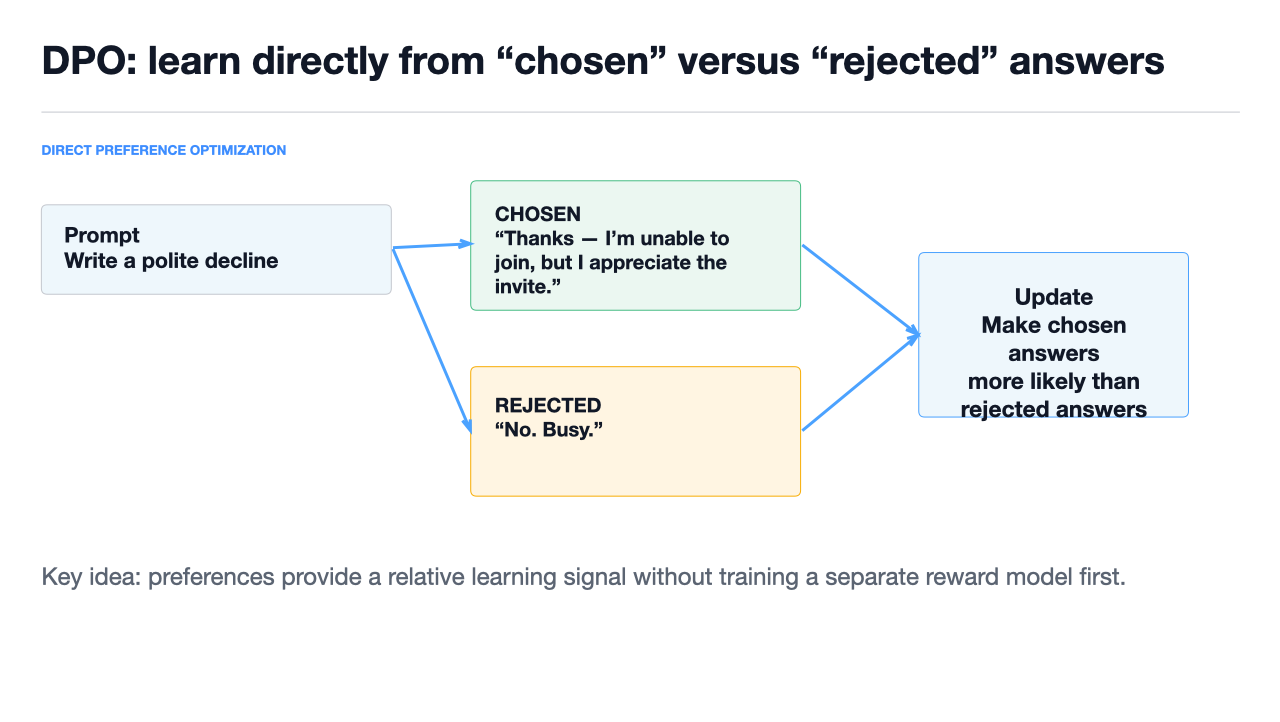 DPO: learn directly from “chosen” versus “rejected” answers
DIRECT PREFERENCE OPTIMIZATION
Prompt
Write a polite decline
CHOSEN
“Thanks — I’m unable to
join, but I appreciate the
invite.”
REJECTED
“No. Busy.”
Update
Make chosen
answers
more likely than
rejected answers
Key idea: preferences provide a relative learning signal without training a separate reward model first.